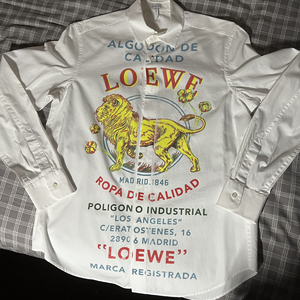 ALGODON DE
CALIDAD
LOEWE
MADRID.1846
ROPA DE CALIDAD
POLIGONO INDUSTRIAL
"LOS ANGELES"
C/ERATOSTENES, 16
28906 MADRID
"LOEWE"
MARCA REGISTRADA